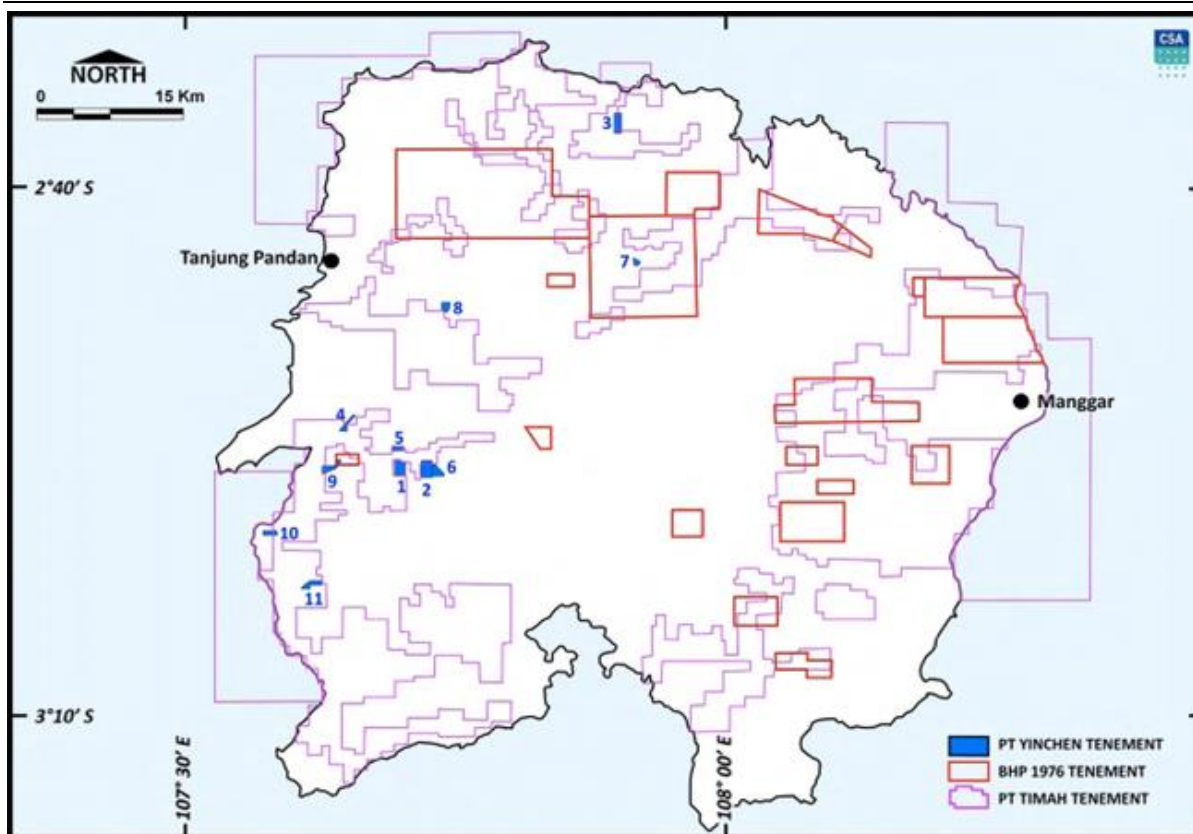 CSA
NORTH
0 15 Km
3
2°40' S
Tanjung Pandan
7
8
Manggar
4
5
9
1
2
6
10
11
3°10' S
107° 30' E
108° 00' E
PT YINCHEN TENEMENT
BHP 1976 TENEMENT
PT TIMAH TENEMENT